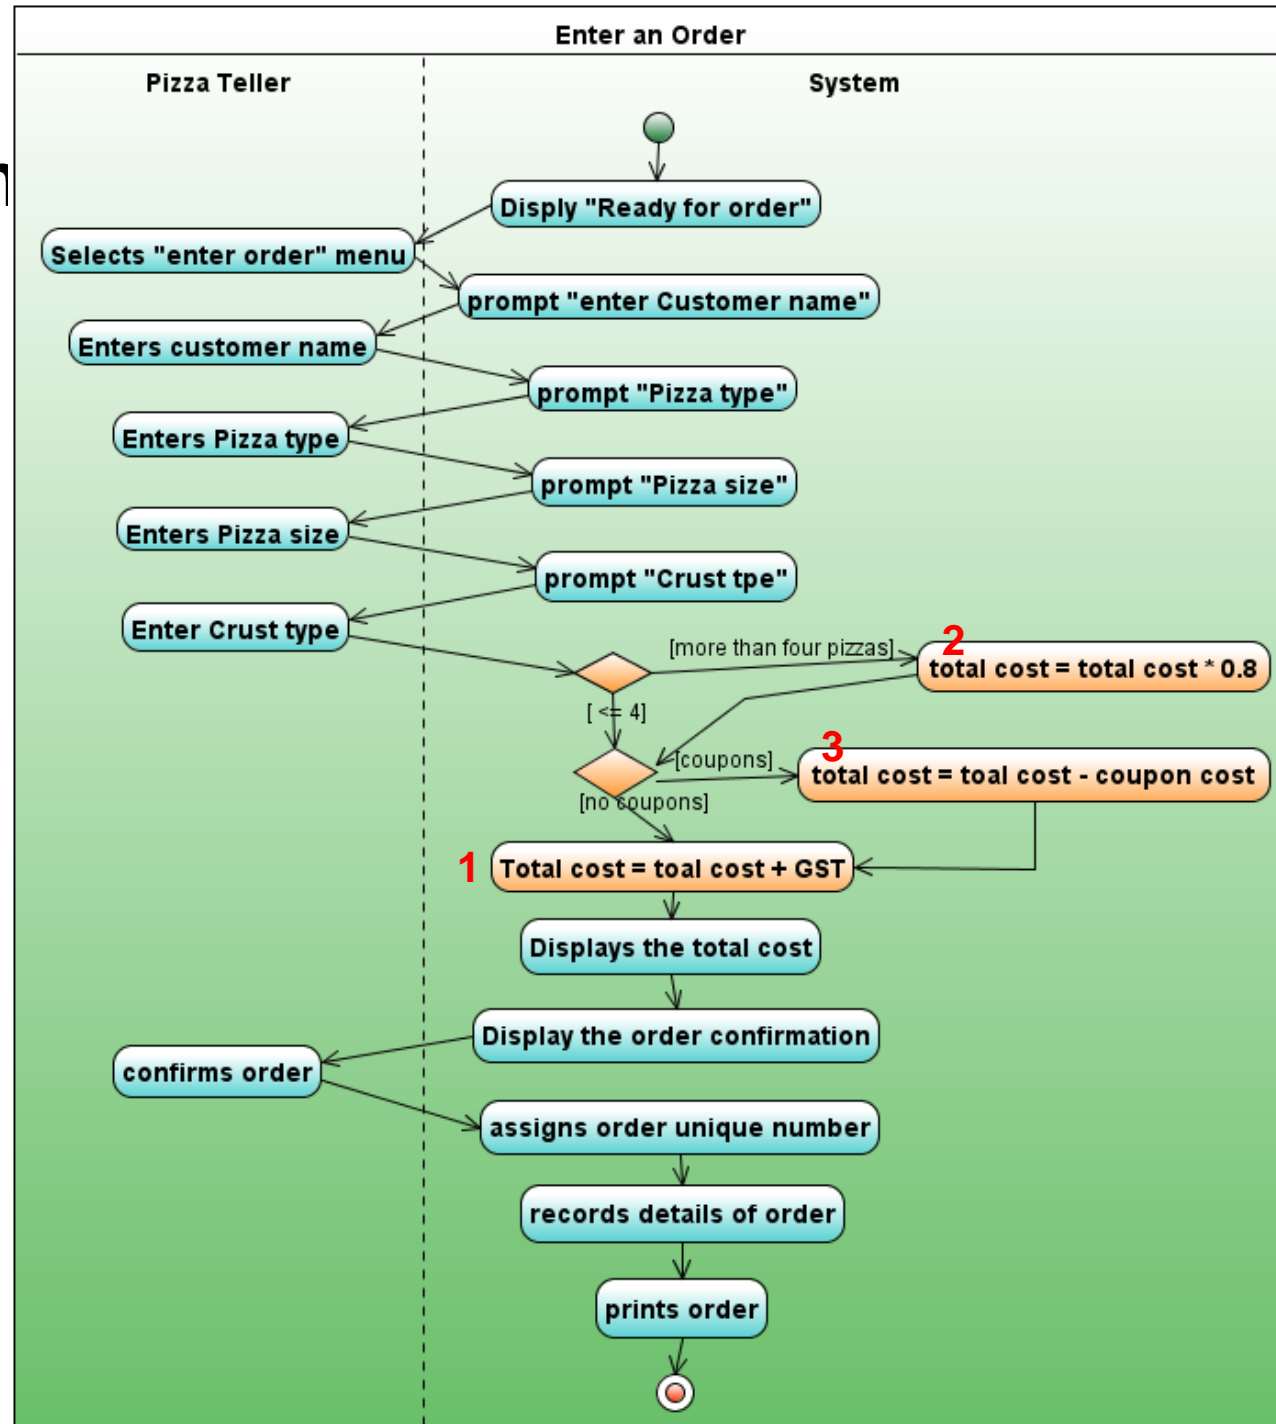 Enter an Order
Pizza Teller
System
Disply "Ready for order"
Selects "enter order" menu
prompt "enter Customer name"
Enters customer name
prompt "Pizza type"
Enters Pizza type
prompt "Pizza size"
Enters Pizza size
prompt "Crust tpe"
Enter Crust type
[more than four pizzas]
2
total cost = total cost * 0.8
[ <= 4]
3
[coupons]
total cost = toal cost - coupon cost
[no coupons]
1
Total cost = toal cost + GST
Displays the total cost
Display the order confirmation
confirms order
assigns order unique number
records details of order
prints order